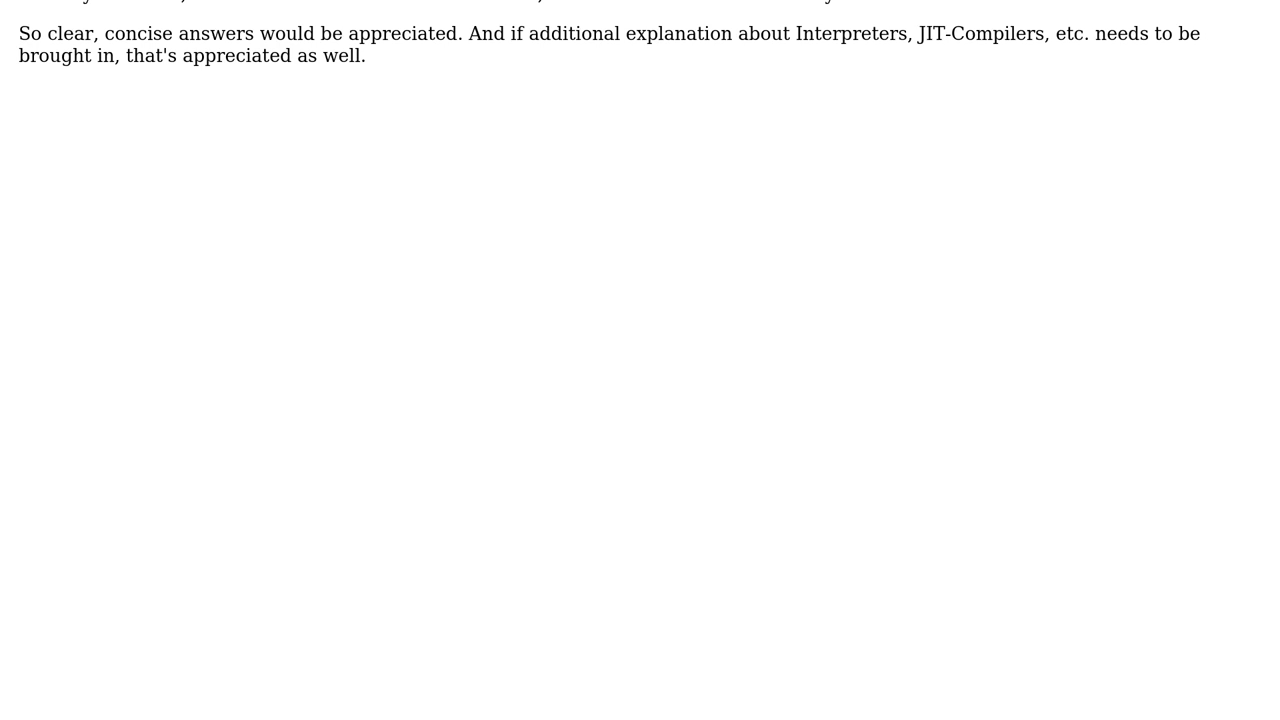 So clear, concise answers would be appreciated. And if additional explanation about Interpreters, JIT-Compilers, etc. needs to be
brought in, that's appreciated as well.